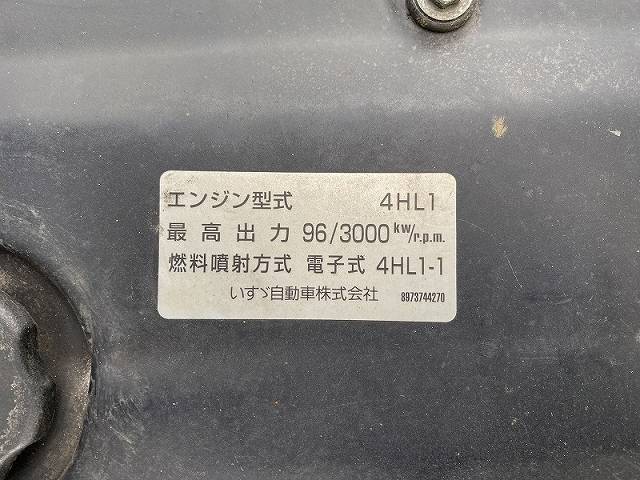 エンジン型式 4HL1
最高出力 96/3000 kw/r.p.m.
燃料噴射方式 電子式 4HL1-1
いすゞ自動車株式会社 8973744270